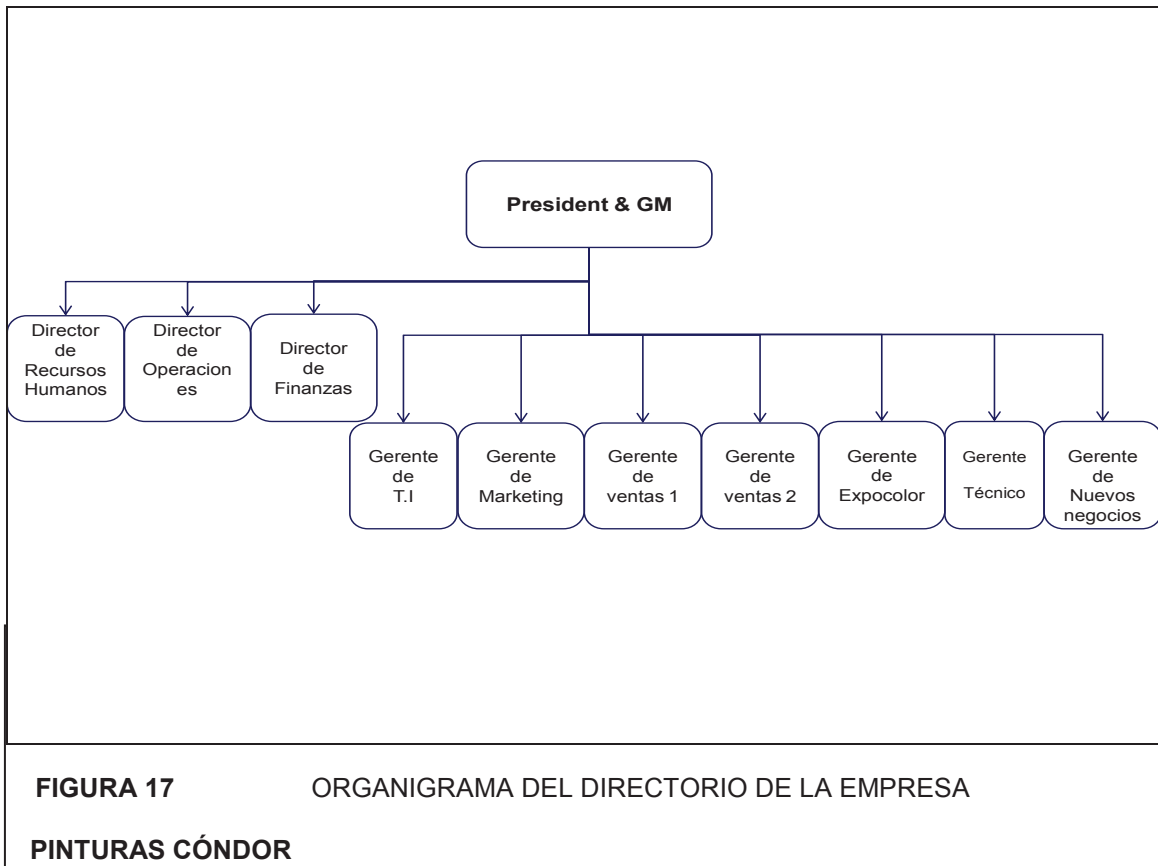 President & GM
Director
de
Recursos
Humanos
Director
de
Operacion
es
Director
de
Finanzas
Gerente
de
T.I
Gerente
de
Marketing
Gerente
de
ventas 1
Gerente
de
ventas 2
Gerente
de
Expocolor
Gerente
Técnico
Gerente
de
Nuevos
negocios
FIGURA 17 ORGANIGRAMA DEL DIRECTORIO DE LA EMPRESA
PINTURAS CÓNDOR